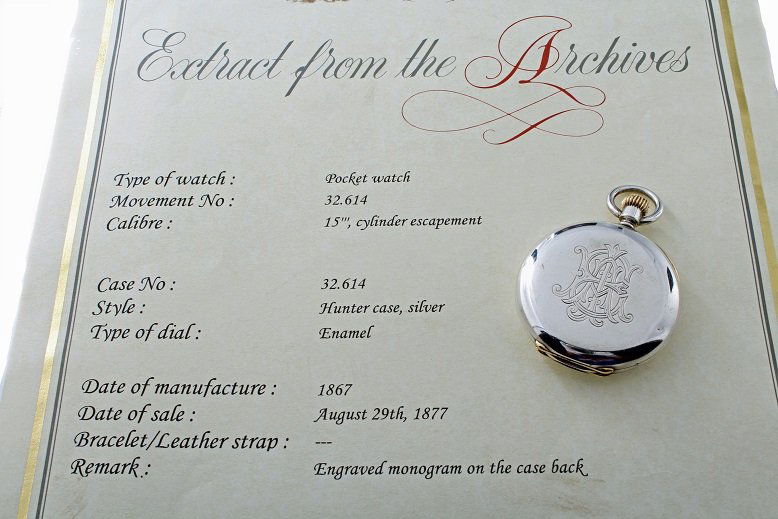 Extract from the Archives
Type of watch : Pocket watch
Movement No : 32.614
Calibre : 15''', cylinder escapement
Case No : 32.614
Style : Hunter case, silver
Type of dial : Enamel
Date of manufacture : 1867
Date of sale : August 29th, 1877
Bracelet/Leather strap : ---
Remark : Engraved monogram on the case back